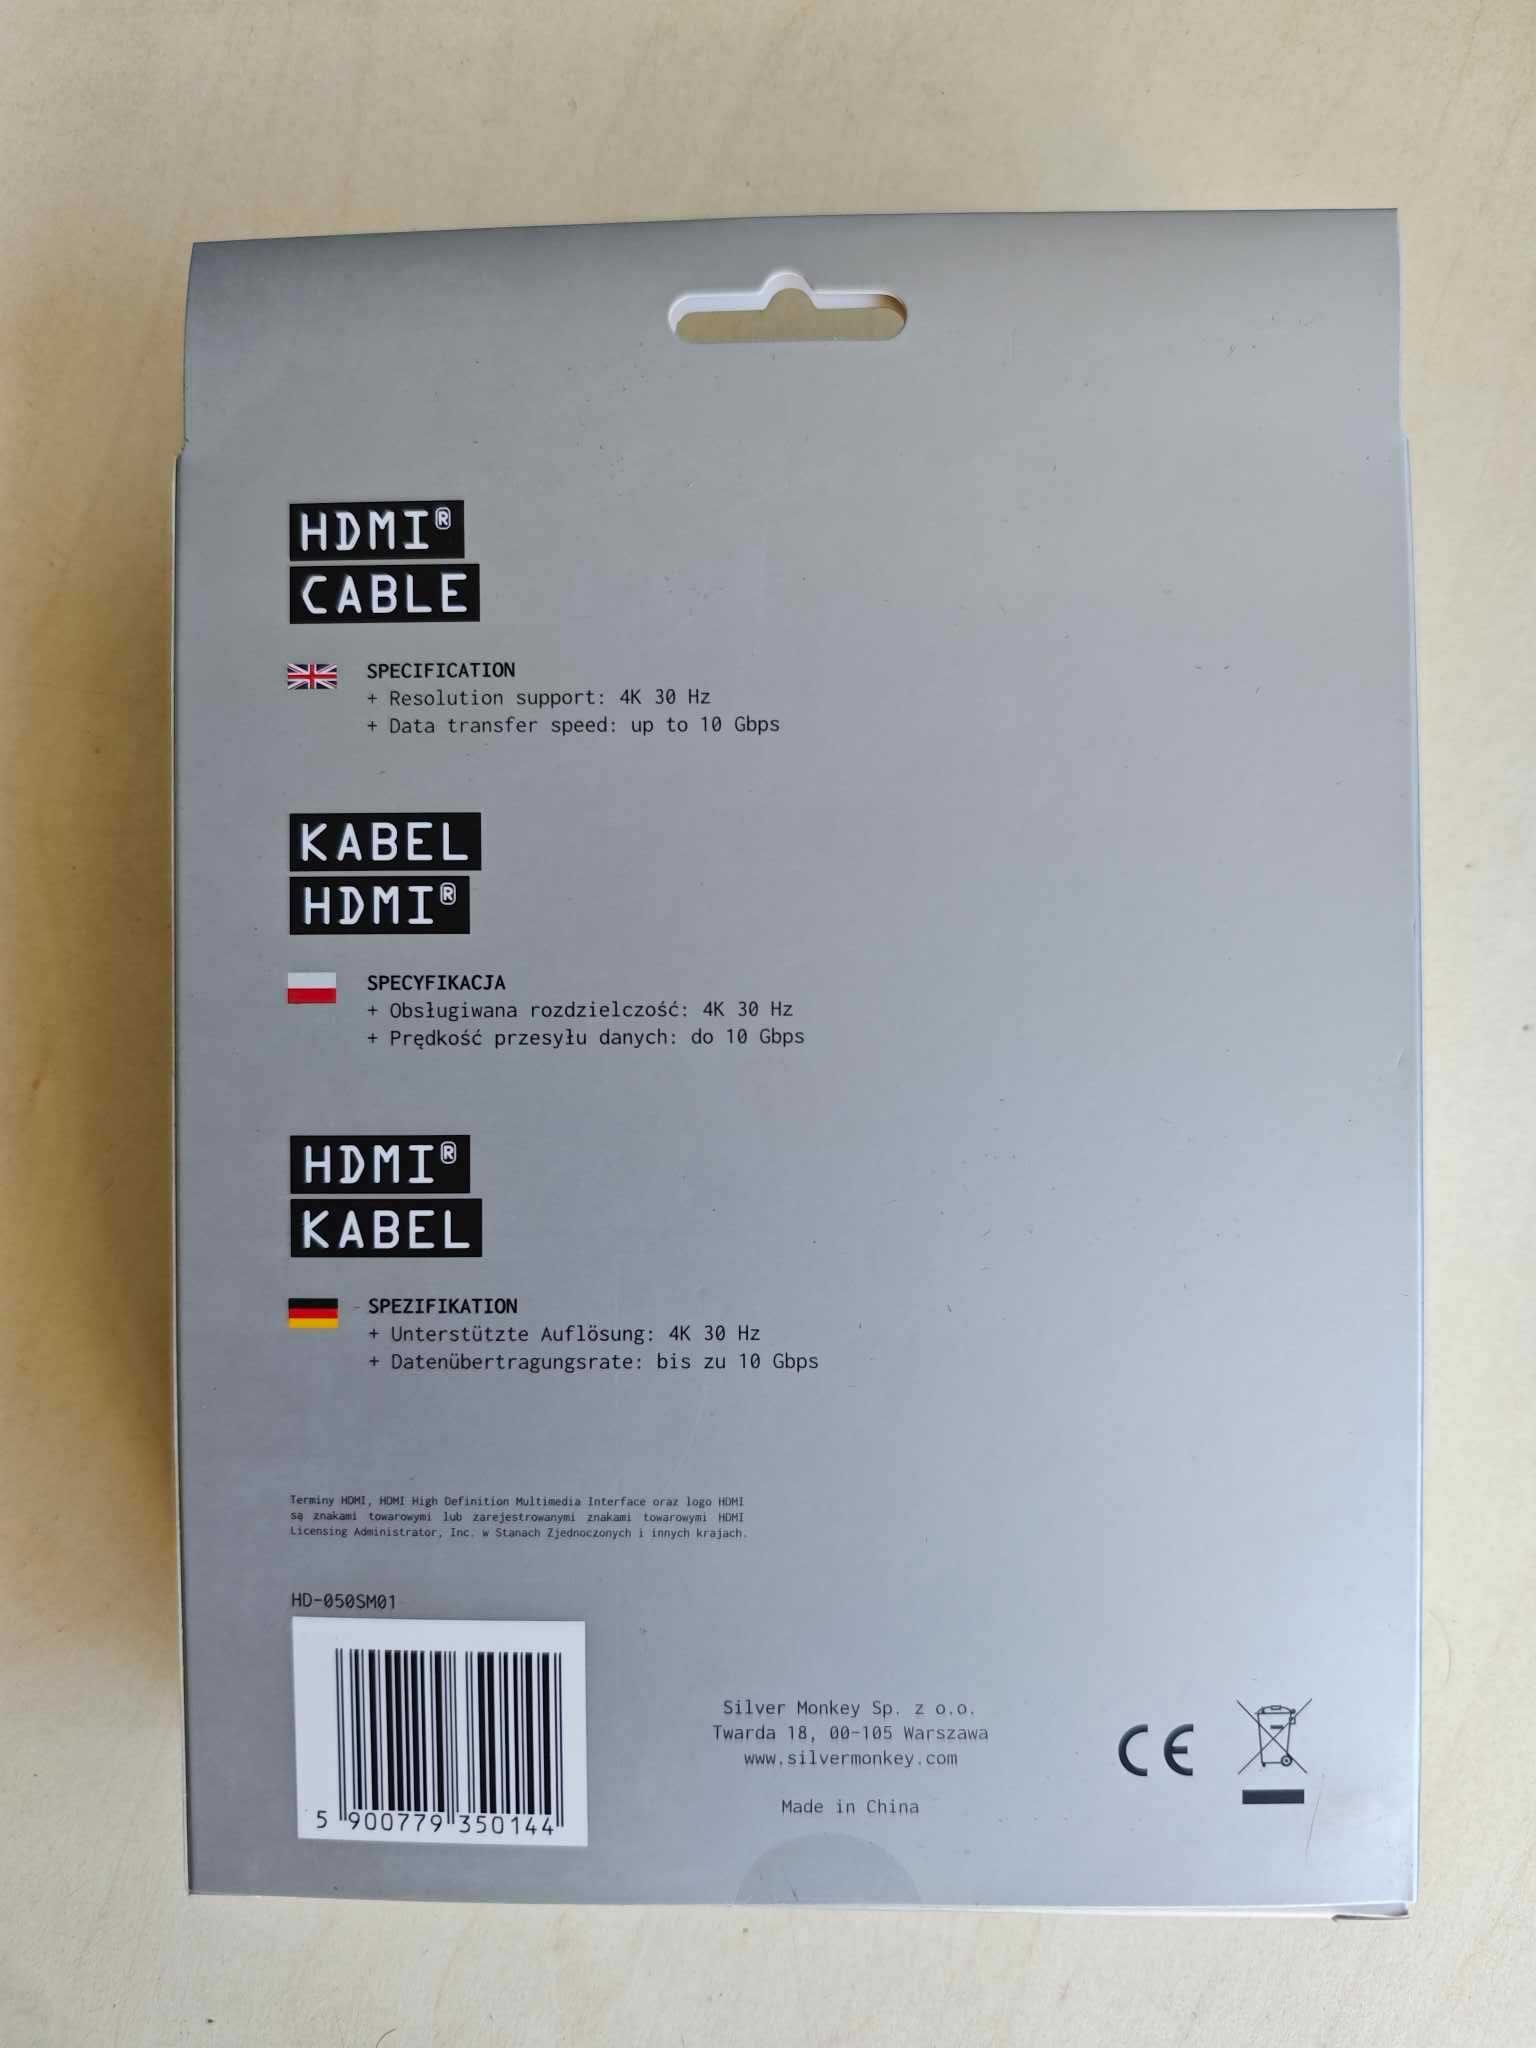 HDMI®
CABLE
SPECIFICATION
+ Resolution support: 4K 30 Hz
+ Data transfer speed: up to 10 Gbps
KABEL
HDMI®
SPECYFIKACJA
+ Obsługiwana rozdzielczość: 4K 30 Hz
+ Prędkość przesyłu danych: do 10 Gbps
HDMI®
KABEL
SPEZIFIKATION
+ Unterstützte Auflösung: 4K 30 Hz
+ Datenübertragungsrate: bis zu 10 Gbps
Terminy HDMI, HDMI High Definition Multimedia Interface oraz logo HDMI
są znakami towarowymi lub zarejestrowanymi znakami towarowymi HDMI
Licensing Administrator, Inc. w Stanach Zjednoczonych i innych krajach.
HD-050SM01
5 900779 350144
Silver Monkey Sp. z o.o.
Twarda 18, 00-105 Warszawa
www.silvermonkey.com
Made in China
CE